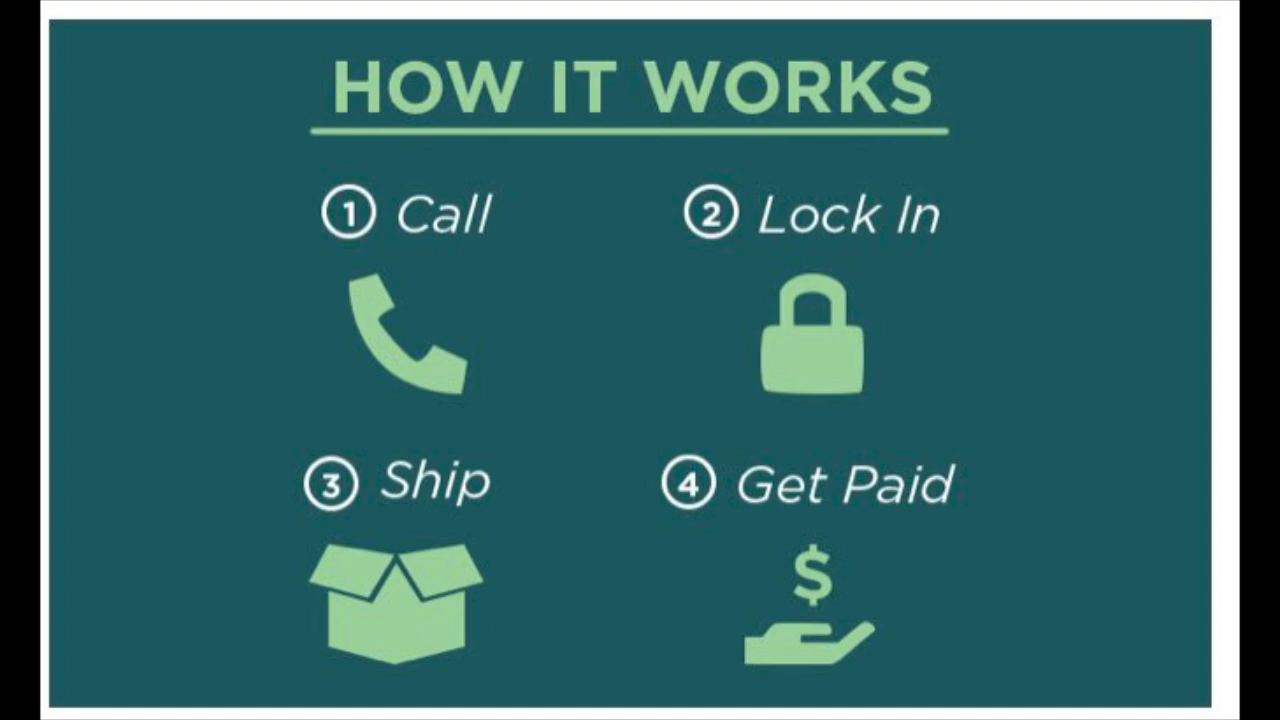 HOW IT WORKS
1 Call
2 Lock In
3 Ship
4 Get Paid
$